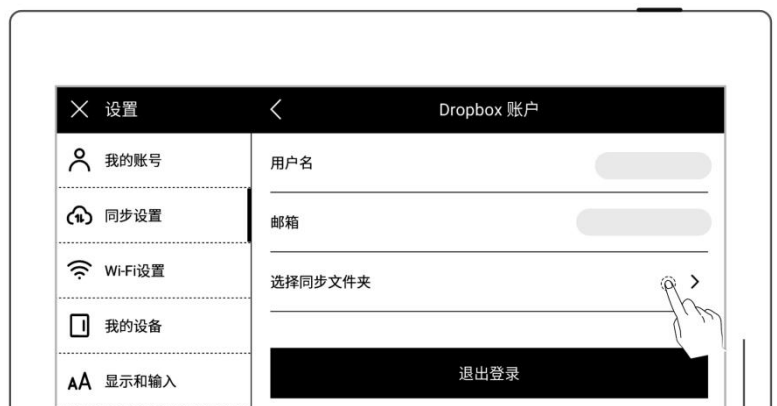 设置
Dropbox 账户
我的账号
同步设置
Wi-Fi设置
我的设备
AA 显示和输入
用户名
邮箱
选择同步文件夹
退出登录